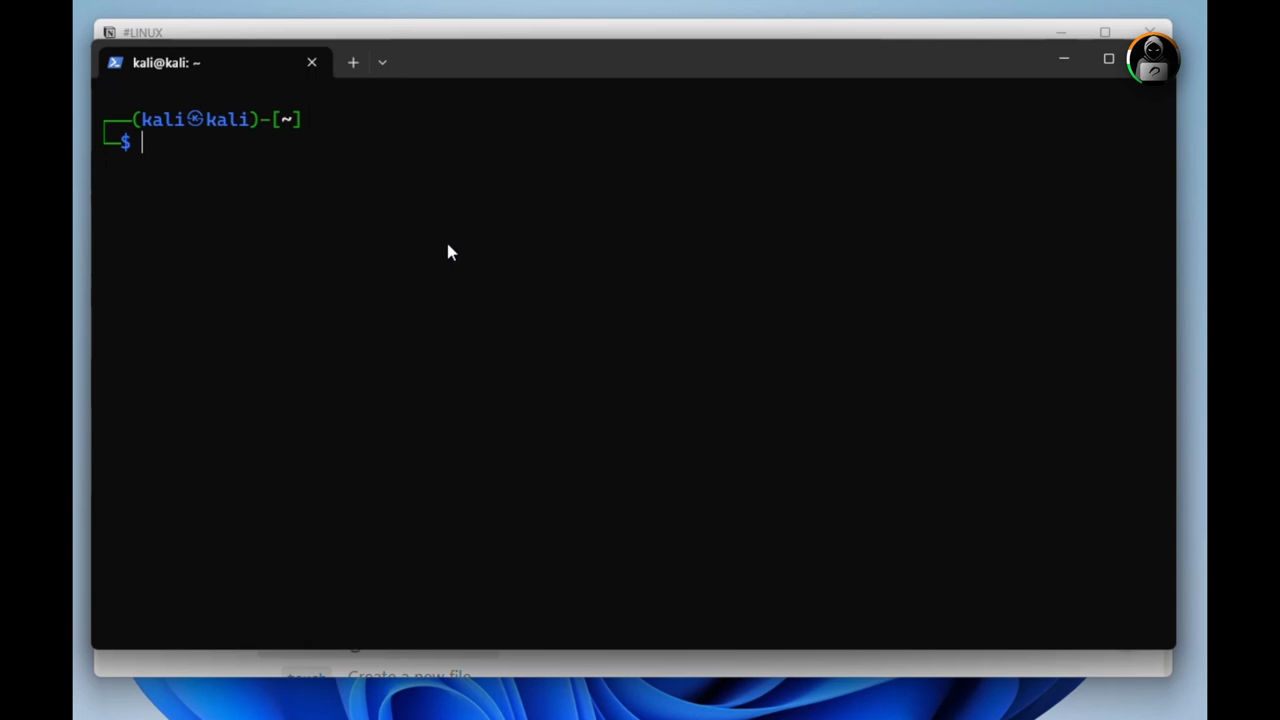 #LINUX
kali@kali: ~
(kali㉿kali)-[~]
$
touch Create a new file